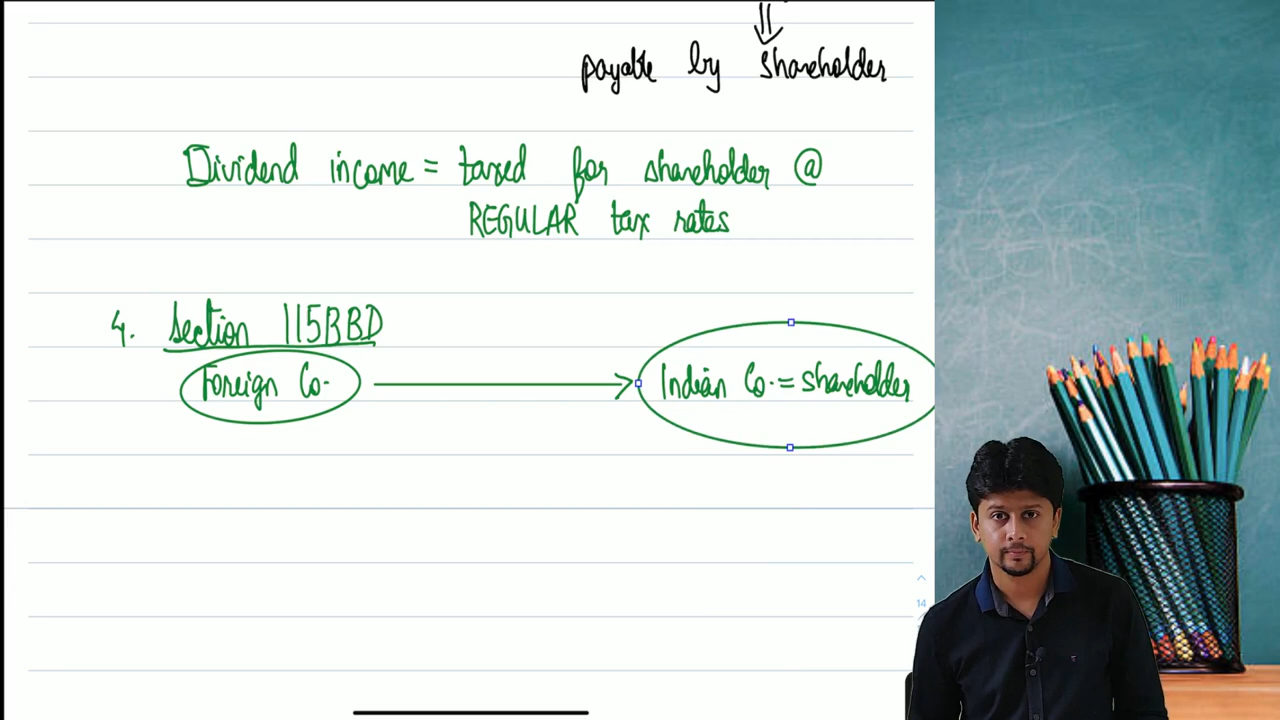 payable by shareholder
Dividend income = taxed for shareholder @
REGULAR tax rates
4. Section 115BBD
Foreign Co. Indian Co. = shareholder
14